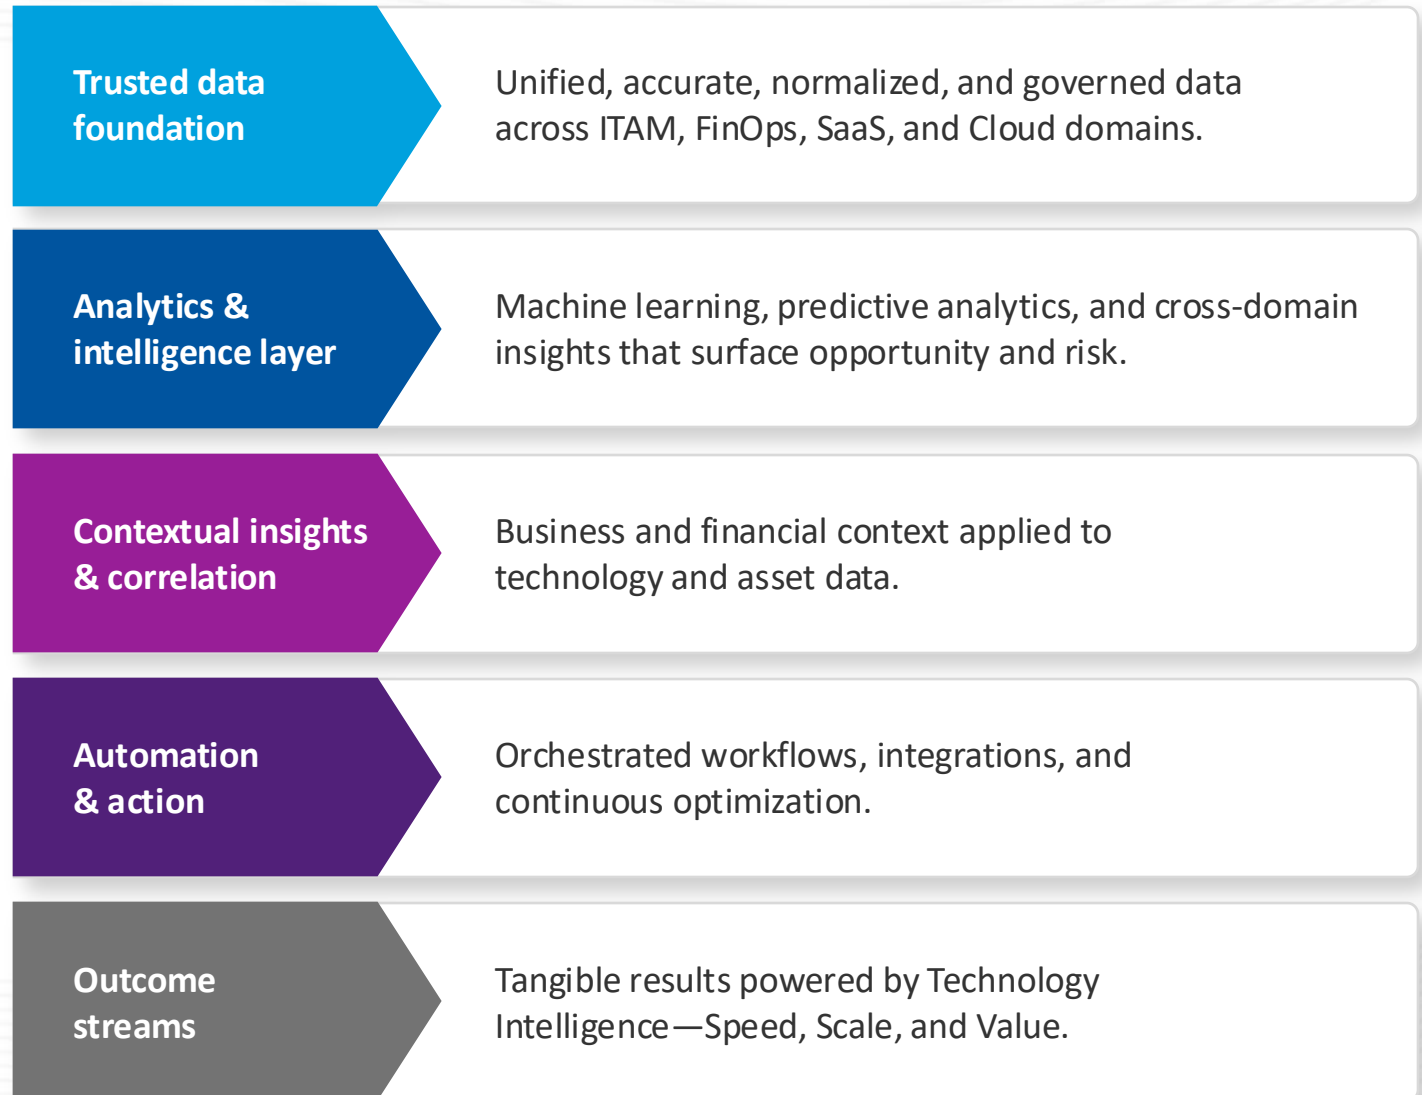 Trusted data
foundation
Unified, accurate, normalized, and governed data
across ITAM, FinOps, SaaS, and Cloud domains.
Analytics &
intelligence layer
Machine learning, predictive analytics, and cross-domain
insights that surface opportunity and risk.
Contextual insights
& correlation
Business and financial context applied to
technology and asset data.
Automation
& action
Orchestrated workflows, integrations, and
continuous optimization.
Outcome
streams
Tangible results powered by Technology
Intelligence—Speed, Scale, and Value.